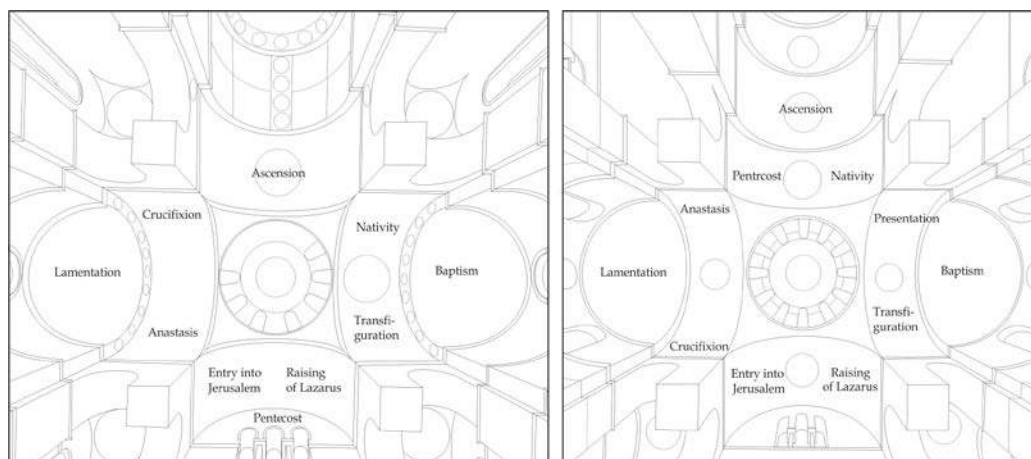 Ascension
Crucifixion
Nativity
Lamentation
Baptism
Anastasis
Transfi-
guration
Entry into
Jerusalem
Raising
of Lazarus
Pentecost
Ascension
Pentrcost
Nativity
Anastasis
Presentation
Lamentation
Baptism
Transfi-
guration
Crucifixion
Entry into
Jerusalem
Raising
of Lazarus